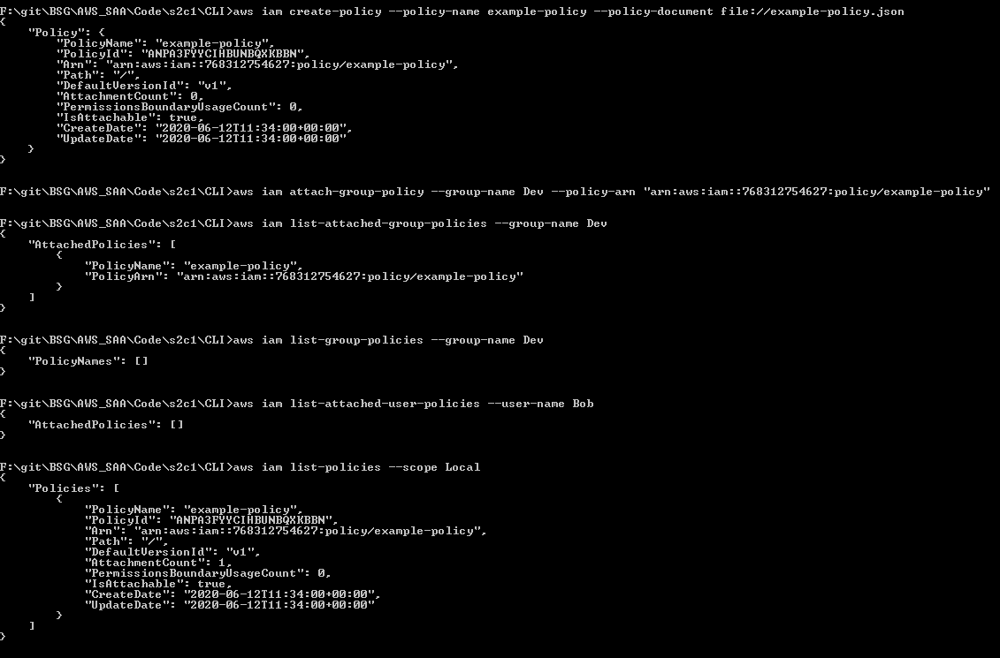 F:\git\BSG\AWS_SAA\Code\s2c1\CLI>aws iam create-policy --policy-name example-policy --policy-document file://example-policy.json
{
    "Policy": {
        "PolicyName": "example-policy",
        "PolicyId": "ANPA3FYYCIHBUNBQXKBBN",
        "Arn": "arn:aws:iam::768312754627:policy/example-policy",
        "Path": "/",
        "DefaultVersionId": "v1",
        "AttachmentCount": 0,
        "PermissionsBoundaryUsageCount": 0,
        "IsAttachable": true,
        "CreateDate": "2020-06-12T11:34:00+00:00",
        "UpdateDate": "2020-06-12T11:34:00+00:00"
    }
}
F:\git\BSG\AWS_SAA\Code\s2c1\CLI>aws iam attach-group-policy --group-name Dev --policy-arn "arn:aws:iam::768312754627:policy/example-policy"
F:\git\BSG\AWS_SAA\Code\s2c1\CLI>aws iam list-attached-group-policies --group-name Dev
{
    "AttachedPolicies": [
        {
            "PolicyName": "example-policy",
            "PolicyArn": "arn:aws:iam::768312754627:policy/example-policy"
        }
    ]
}
F:\git\BSG\AWS_SAA\Code\s2c1\CLI>aws iam list-group-policies --group-name Dev
{
    "PolicyNames": []
}
F:\git\BSG\AWS_SAA\Code\s2c1\CLI>aws iam list-attached-user-policies --user-name Bob
{
    "AttachedPolicies": []
}
F:\git\BSG\AWS_SAA\Code\s2c1\CLI>aws iam list-policies --scope Local
{
    "Policies": [
        {
            "PolicyName": "example-policy",
            "PolicyId": "ANPA3FYYCIHBUNBQXKBBN",
            "Arn": "arn:aws:iam::768312754627:policy/example-policy",
            "Path": "/",
            "DefaultVersionId": "v1",
            "AttachmentCount": 1,
            "PermissionsBoundaryUsageCount": 0,
            "IsAttachable": true,
            "CreateDate": "2020-06-12T11:34:00+00:00",
            "UpdateDate": "2020-06-12T11:34:00+00:00"
        }
    ]
}